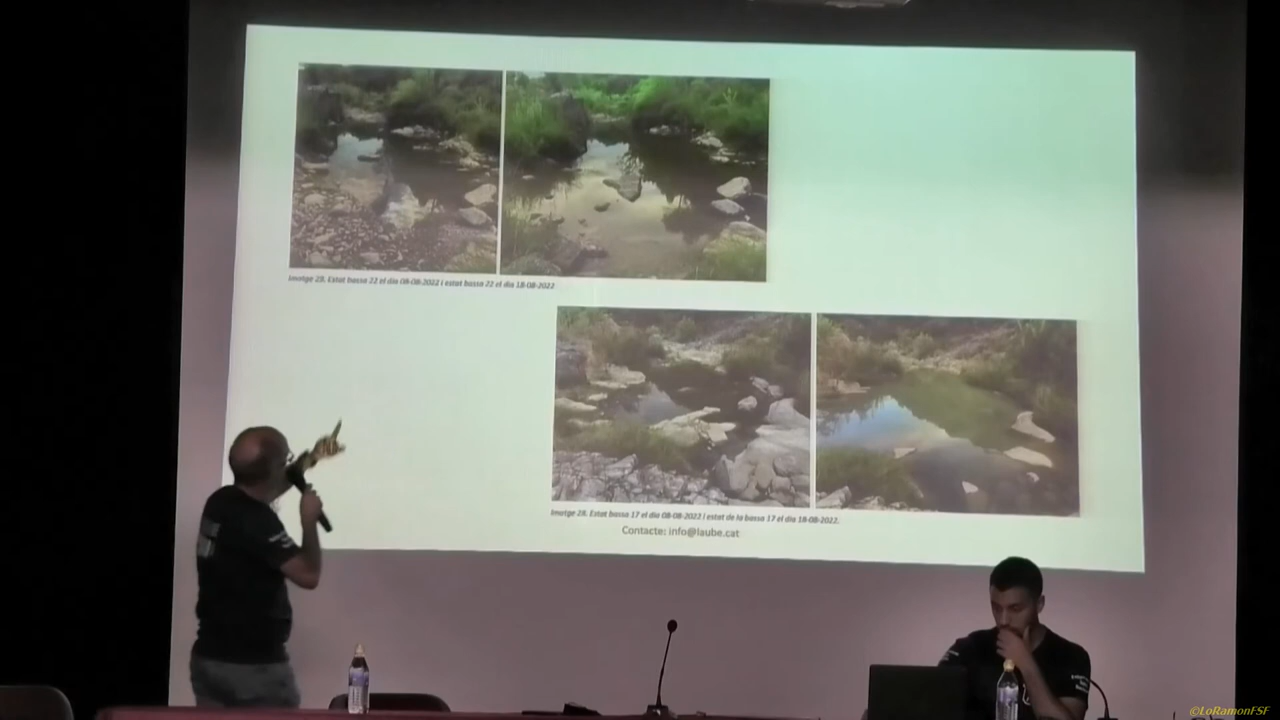 Imatge 29. Estat bassa 22 el dia 08-08-2022 i estat bassa 22 el dia 18-08-2022
Imatge 28. Estat bassa 17 el dia 08-08-2022 i estat de la bassa 17 el dia 18-08-2022.
Contacte: info@laube.cat
©LoRamonFSF